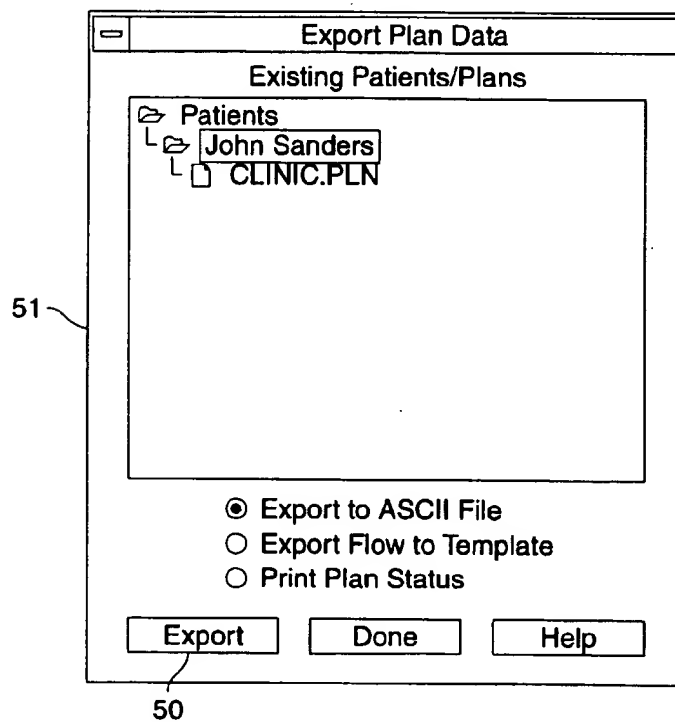 Export Plan Data
Existing Patients/Plans
Patients
John Sanders
CLINIC.PLN
51
Export to ASCII File
Export Flow to Template
Print Plan Status
Export Done Help
50